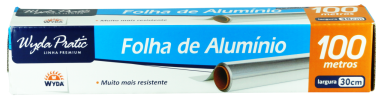 Wyda Pratic
LINHA PREMIUM
Folha de Alumínio
100
metros
WYDA
• Muito mais resistente
largura 30cm